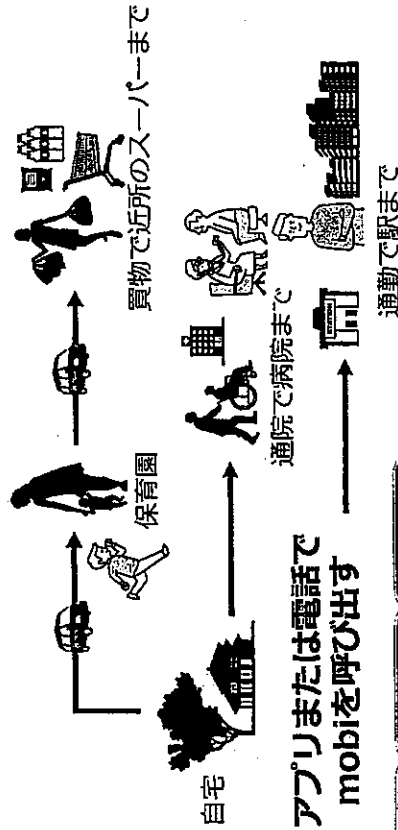 買物で近所のスーパーまで
保育園
通院で病院まで
自宅
STATION
通勤で駅まで
アプリまたは電話で
mobiを呼び出す